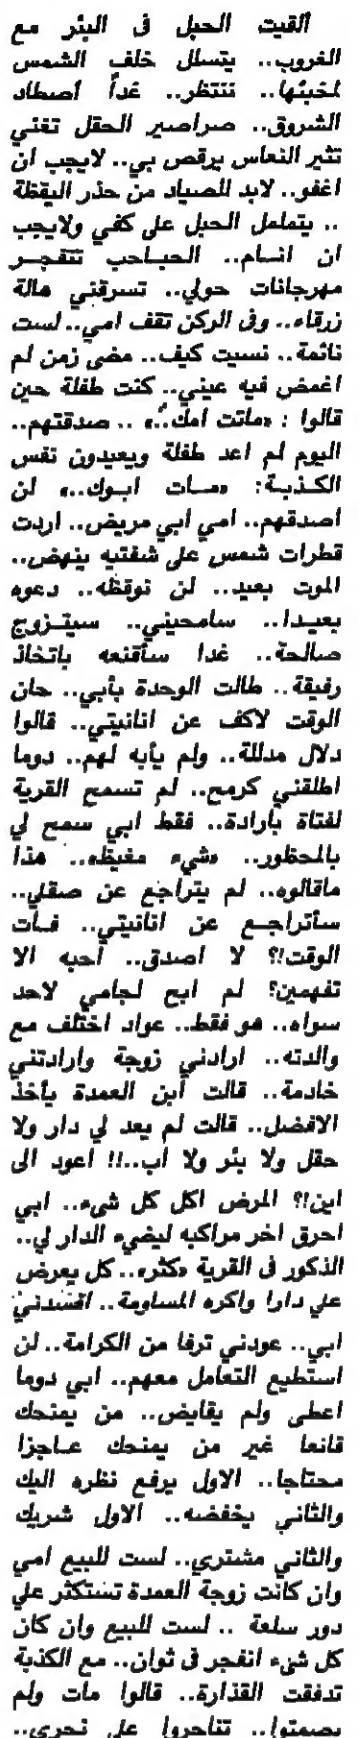 ألقيت الحبل فى البئر مع
الغروب.. يتسلل خلف الشمس
لمخبئها.. ننتظر.. غداً أصطاد
الشروق.. صراصير الحقل تغني
تثير النعاس يرقص بي.. لايجب ان
اغفو.. لابد للصياد من حذر اليقظة
.. يتململ الحبل على كفي ولايجب
ان انام.. الحباحب تتفجر
مهرجانات حولي.. تسرقني هالة
زرقاء.. وفى الركن تقف امي.. لست
نائمة.. نسيت كيف.. مضى زمن لم
اغمض فيه عيني.. كنت طفلة حين
قالوا : «ماتت امك..» .. صدقتهم..
اليوم لم اعد طفلة ويعيدون نفس
الكذبة: «مات ابوك..» لن
اصدقهم.. امي ابي مريض.. اردت
قطرات شمس على شفتيه ينهض..
الموت بعيد.. لن نوقظه.. دعوه
بعيدا.. سامحيني.. سيتزوج
صالحة.. غدا سأقنعه باتخاذ
رفيقة.. طالت الوحدة بأبي.. حان
الوقت لاكف عن انانيتي.. قالوا
دلال مدللة.. ولم يأبه لهم.. دوما
اطلقني كرمح.. لم تسمح القرية
لفتاة بارادة.. فقط ابي سمح لي
بالمحظور.. «شيء مغيظ».. هذا
ماقالوه.. لم يتراجع عن صقلي..
سأتراجع عن انانيتي.. فات
الوقت!؟ لا اصدق.. احبه الا
تفهمين؟ لم ابح لجامي لاحد
سواه.. هو فقط.. عواد اختلف مع
والدته.. ارادني زوجة وارادتني
خادمة.. قالت أبن العمدة يأخذ
الافضل.. قالت لم يعد لي دار ولا
حقل ولا بئر ولا اب..!! اعود الى
اين!؟ المرض اكل كل شيء.. ابي
احرق اخر مراكبه ليضيء الدار لي..
الذكور فى القرية «كثر».. كل يعرض
علي دارا واكره المساومة.. افسدني
ابي.. عودني ترفا من الكرامة.. لن
استطيع التعامل معهم.. ابي دوما
اعطى ولم يقايض.. من يمنحك
قانعا غير من يمنحك عاجزا
محتاجا.. الاول يرفع نظره اليك
والثاني يخفضه.. الاول شريك
والثاني مشتري.. لست للبيع امي
وان كانت زوجة العمدة تستكثر علي
دور سلعة .. لست للبيع وان كان
كل شيء انفجر فى ثوان.. مع الكذبة
تدفقت القذارة.. قالوا مات ولم
يصمتوا.. تناحروا على نحري..